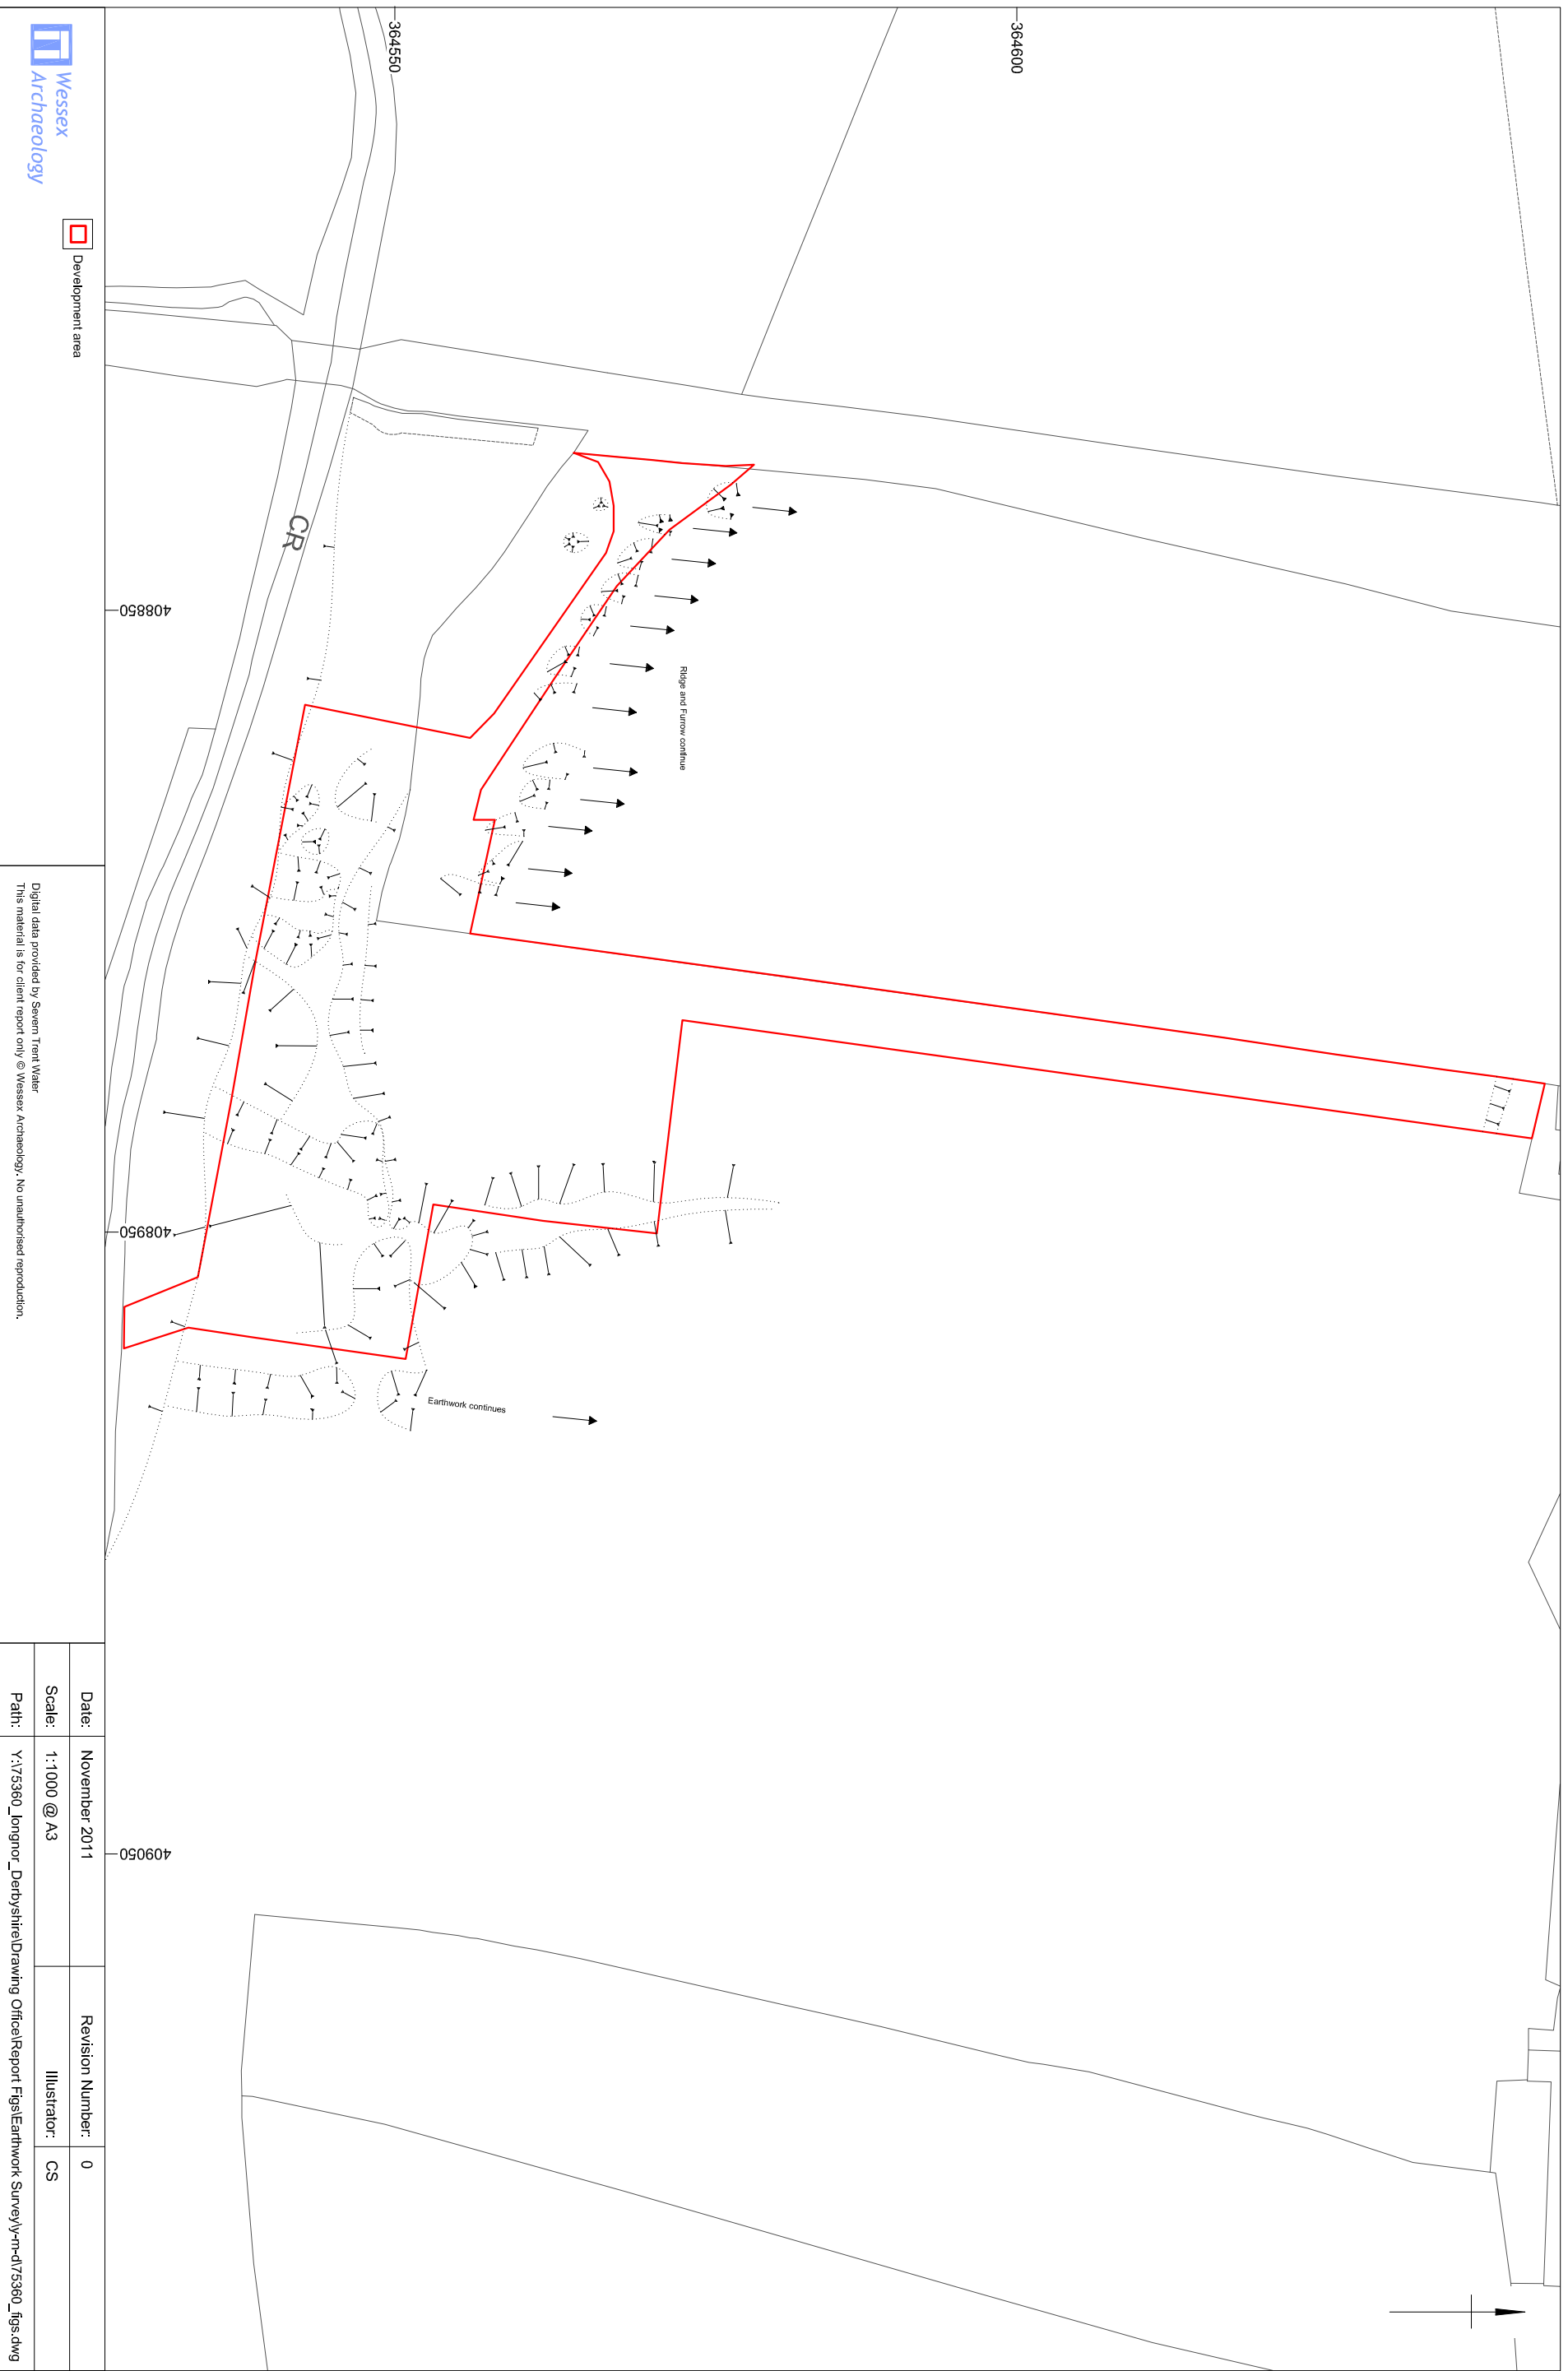 364600
364550
CR
Ridge and Furrow continue
Earthwork continues
408850
408950
409050
Wessex
Archaeology
Development area
Digital data provided by Severn Trent Water
This material is for client report only © Wessex Archaeology. No unauthorised reproduction.
Date: November 2011 Revision Number: 0
Scale: 1:1000 @ A3 Illustrator: CS
Path: Y:\75360_longnor_Derbyshire\Drawing Office\Report Figs\Earthwork Survey\y-m-d\75360_figs.dwg